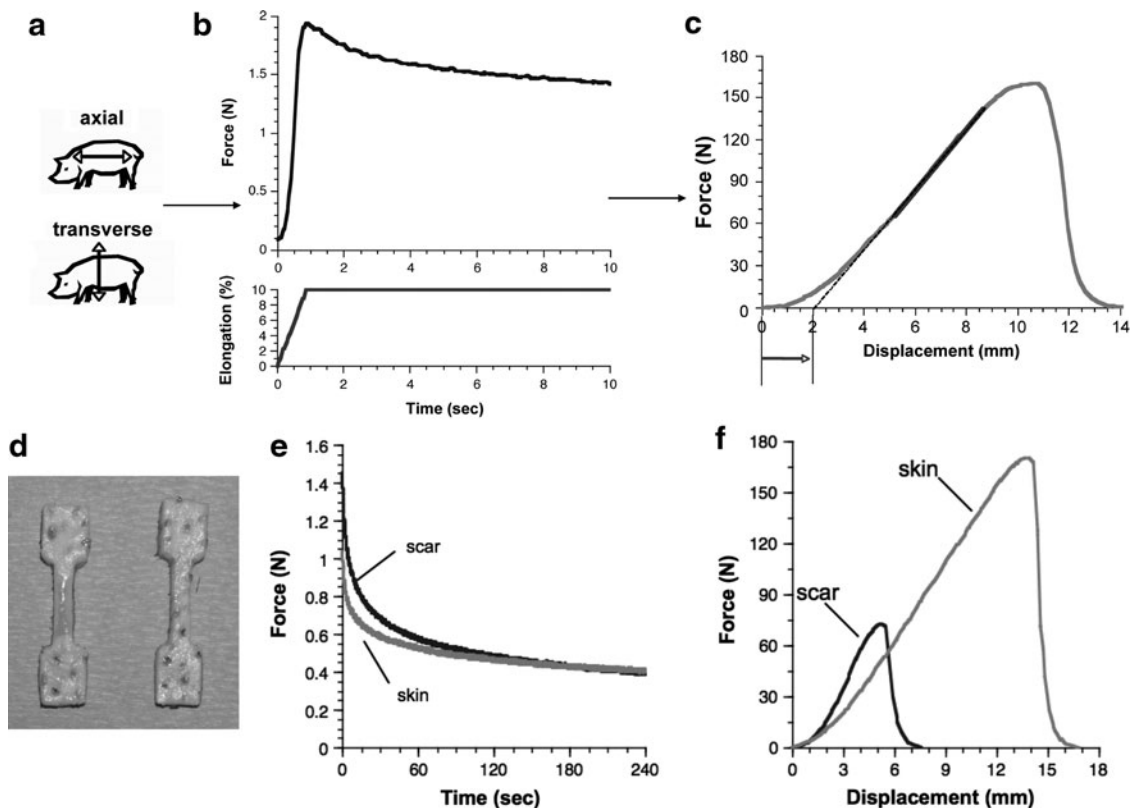 a
axial
transverse
b
Force (N)
2
1.5
1
0.5
0
0 2 4 6 8 10
Elongation (%)
10
8
6
4
2
0
0 2 4 6 8 10
Time (sec)
c
Force (N)
180
150
120
90
60
30
0
0 2 4 6 8 10 12 14
Displacement (mm)
d
e
Force (N)
1.6
1.4
1.2
1
0.8
0.6
0.4
0.2
0
scar
skin
0 60 120 180 240
Time (sec)
f
Force (N)
180
150
120
90
60
30
0
skin
scar
0 3 6 9 12 15 18
Displacement (mm)